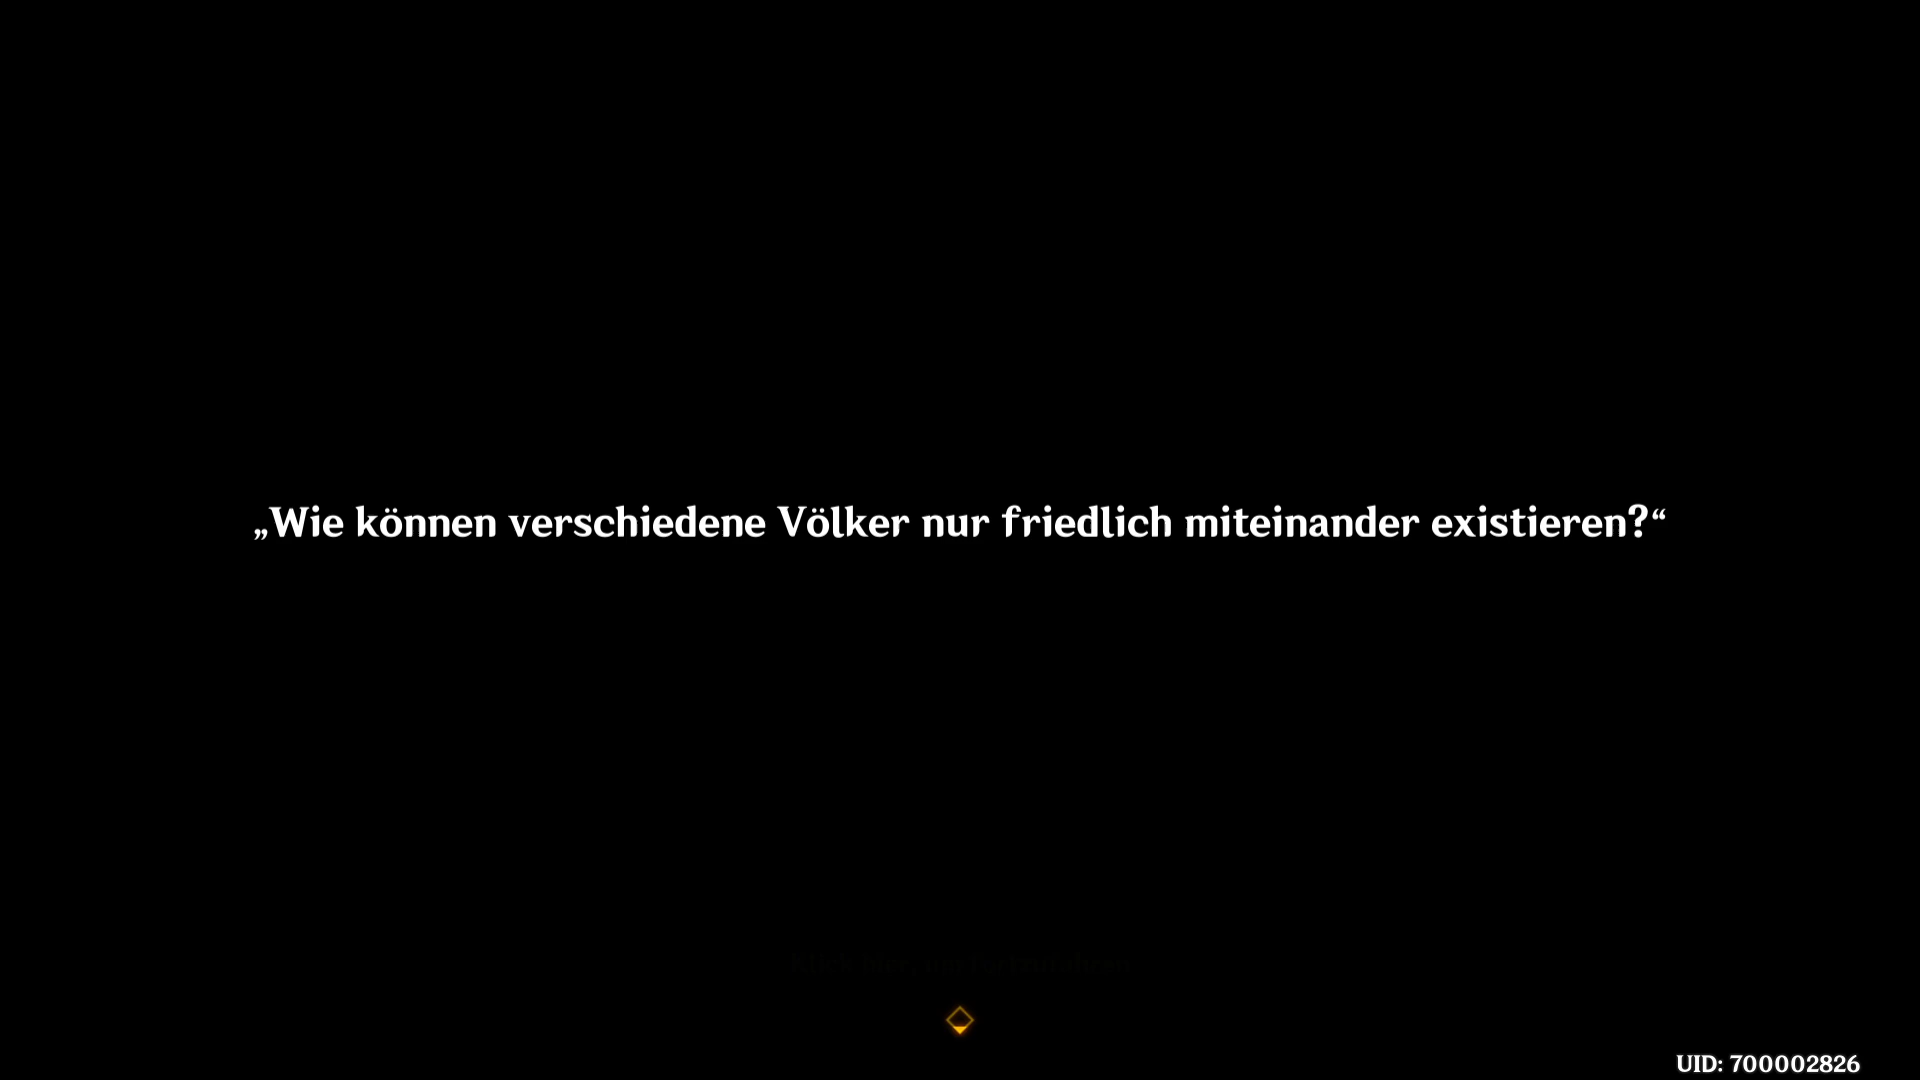 „Wie können verschiedene Völker nur friedlich miteinander existieren?“
UID: 700002826